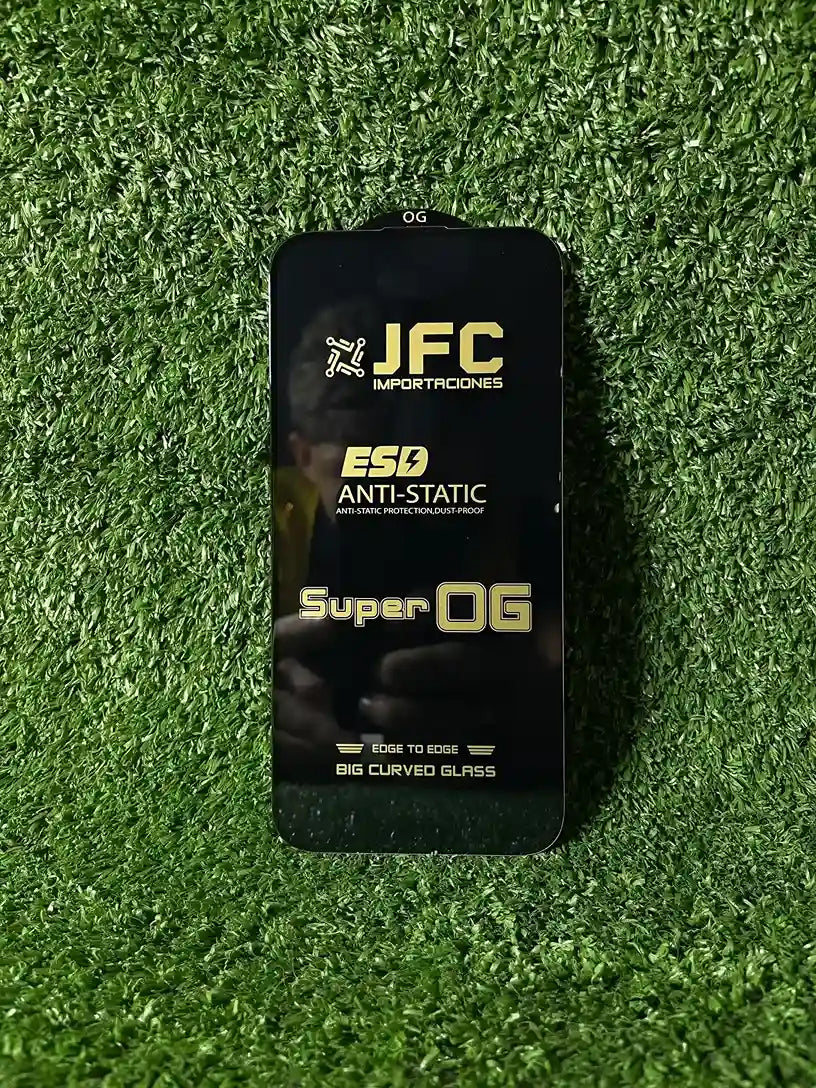 OG
JFC
IMPORTACIONES
ESD
ANTI-STATIC
ANTI-STATIC PROTECTION,DUST-PROOF
Super OG
EDGE TO EDGE
BIG CURVED GLASS